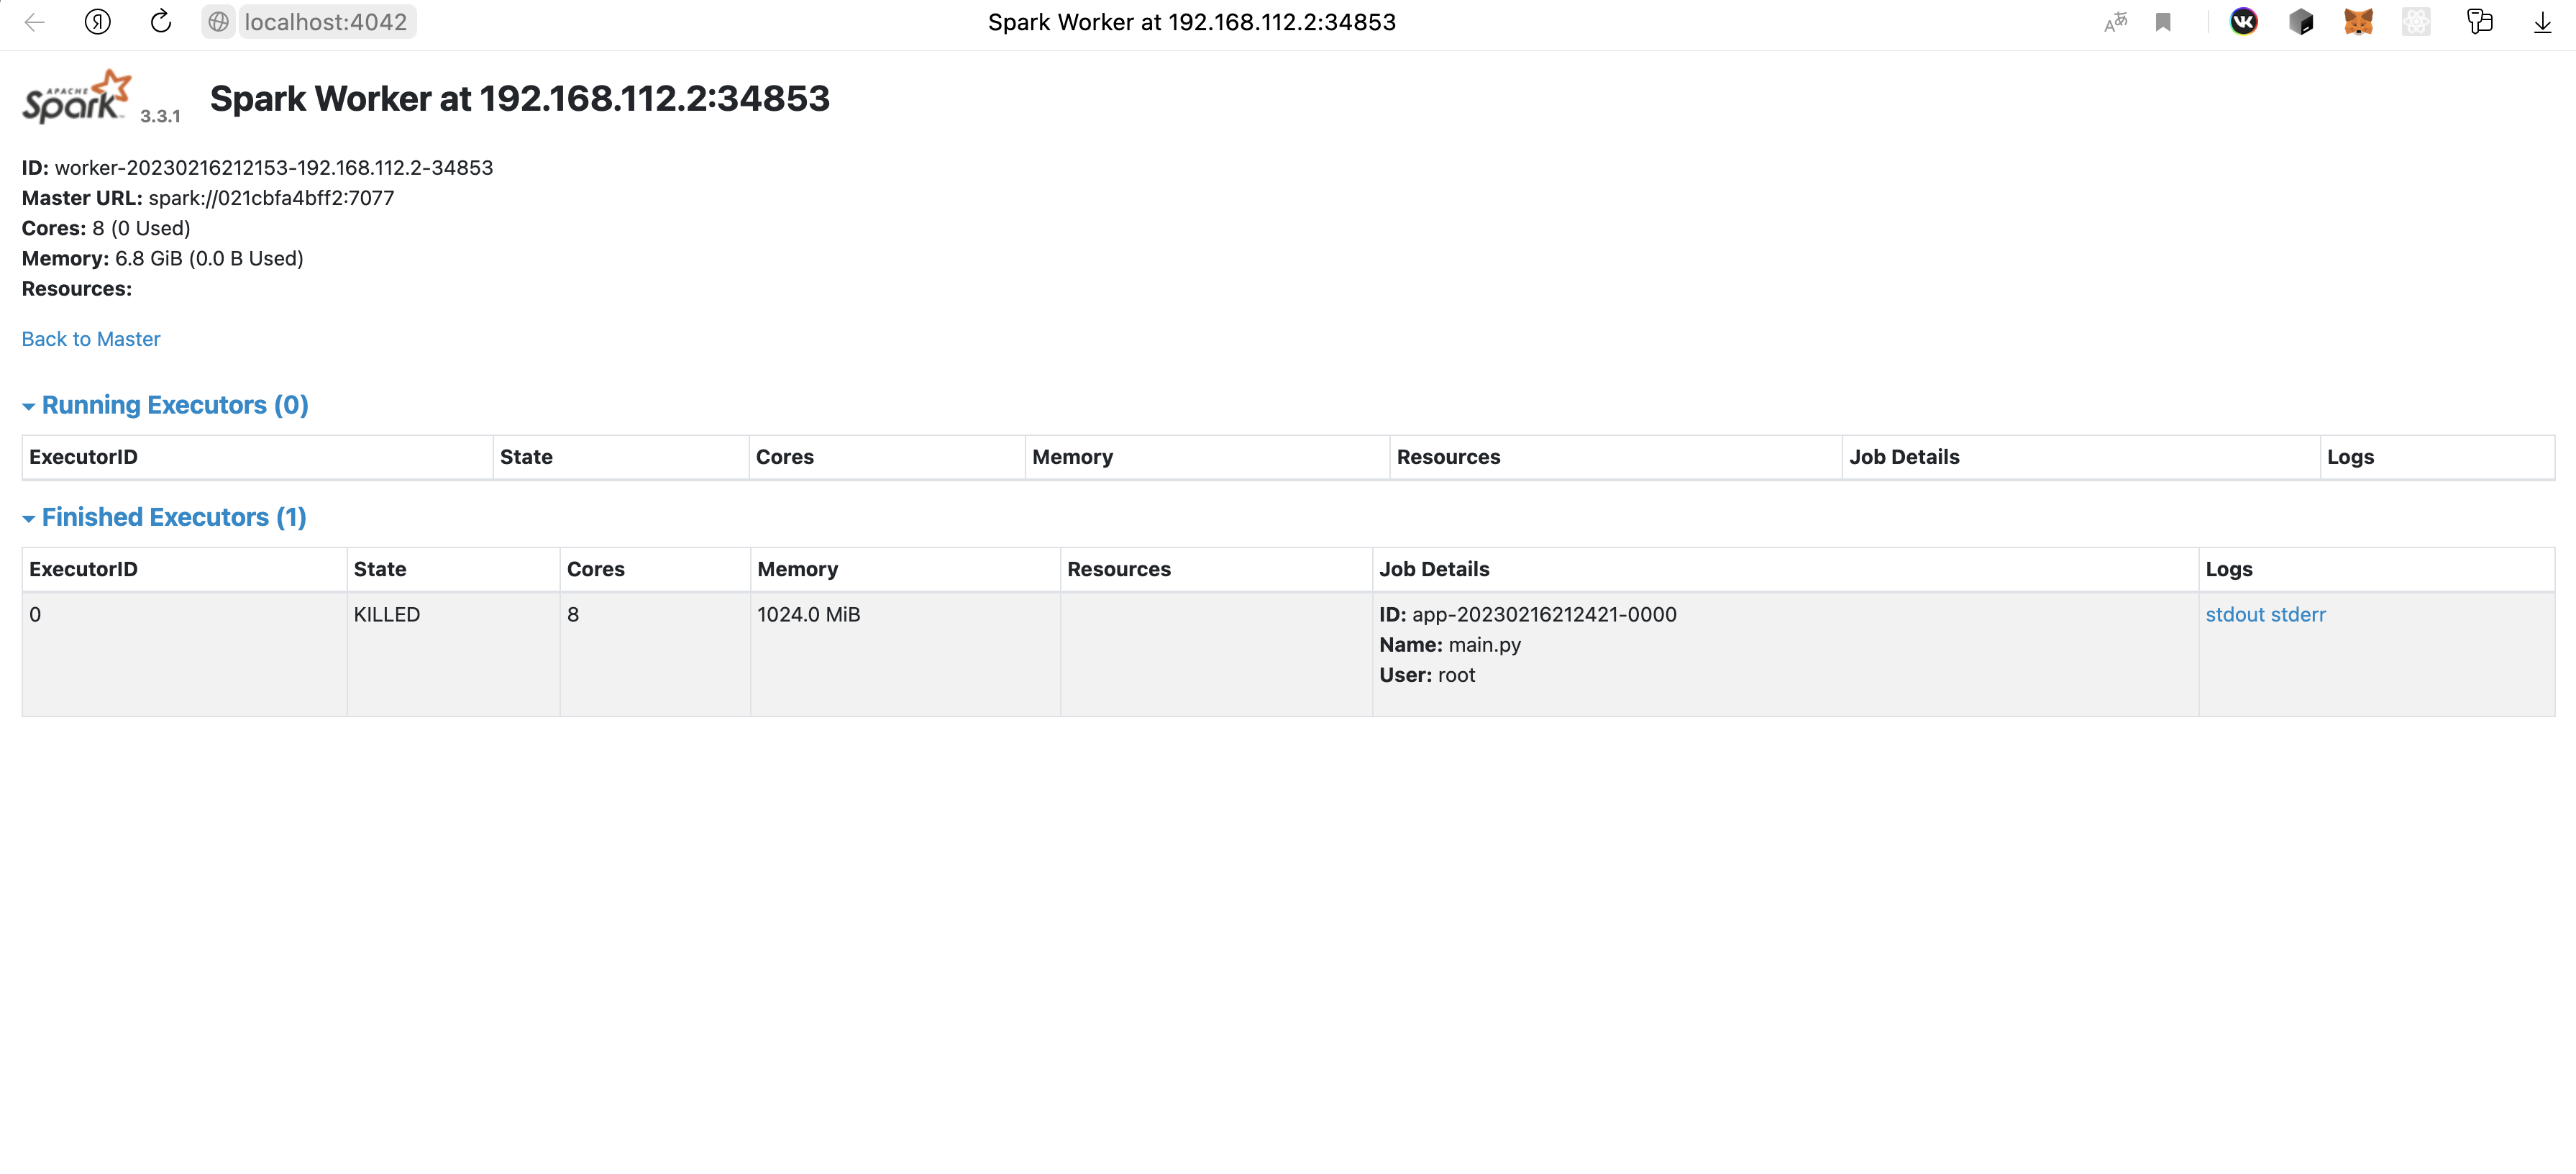 localhost:4042
Spark Worker at 192.168.112.2:34853
APACHE
Spark 3.3.1
Spark Worker at 192.168.112.2:34853
ID: worker-20230216212153-192.168.112.2-34853
Master URL: spark://021cbfa4bff2:7077
Cores: 8 (0 Used)
Memory: 6.8 GiB (0.0 B Used)
Resources:
Back to Master
Running Executors (0)
ExecutorID State Cores Memory Resources Job Details Logs
Finished Executors (1)
ExecutorID State Cores Memory Resources Job Details Logs
0 KILLED 8 1024.0 MiB ID: app-20230216212421-0000 stdout stderr
Name: main.py
User: root